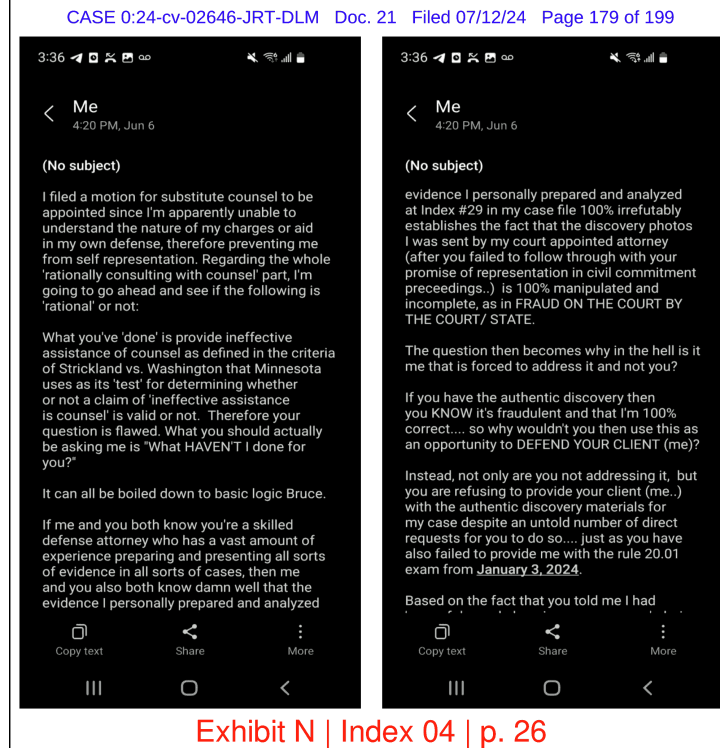 CASE 0:24-cv-02646-JRT-DLM Doc. 21 Filed 07/12/24 Page 179 of 199
3:36
Me
4:20 PM, Jun 6
(No subject)
I filed a motion for substitute counsel to be
appointed since I'm apparently unable to
understand the nature of my charges or aid
in my own defense, therefore preventing me
from self representation. Regarding the whole
'rationally consulting with counsel' part, I'm
going to go ahead and see if the following is
'rational' or not:
What you've 'done' is provide ineffective
assistance of counsel as defined in the criteria
of Strickland vs. Washington that Minnesota
uses as its 'test' for determining whether
or not a claim of 'ineffective assistance
is counsel' is valid or not. Therefore your
question is flawed. What you should actually
be asking me is "What HAVEN'T I done for
you?"
It can all be boiled down to basic logic Bruce.
If me and you both know you're a skilled
defense attorney who has a vast amount of
experience preparing and presenting all sorts
of evidence in all sorts of cases, then me
and you also both know damn well that the
evidence I personally prepared and analyzed
Copy text
Share
More
3:36
Me
4:20 PM, Jun 6
(No subject)
evidence I personally prepared and analyzed
at Index #29 in my case file 100% irrefutably
establishes the fact that the discovery photos
I was sent by my court appointed attorney
(after you failed to follow through with your
promise of representation in civil commitment
preceedings..) is 100% manipulated and
incomplete, as in FRAUD ON THE COURT BY
THE COURT/ STATE.
The question then becomes why in the hell is it
me that is forced to address it and not you?
If you have the authentic discovery then
you KNOW it's fraudulent and that I'm 100%
correct.... so why wouldn't you then use this as
an opportunity to DEFEND YOUR CLIENT (me)?
Instead, not only are you not addressing it, but
you are refusing to provide your client (me..)
with the authentic discovery materials for
my case despite an untold number of direct
requests for you to do so.... just as you have
also failed to provide me with the rule 20.01
exam from January 3, 2024.
Based on the fact that you told me I had
Copy text
Share
More
Exhibit N | Index 04 | p. 26